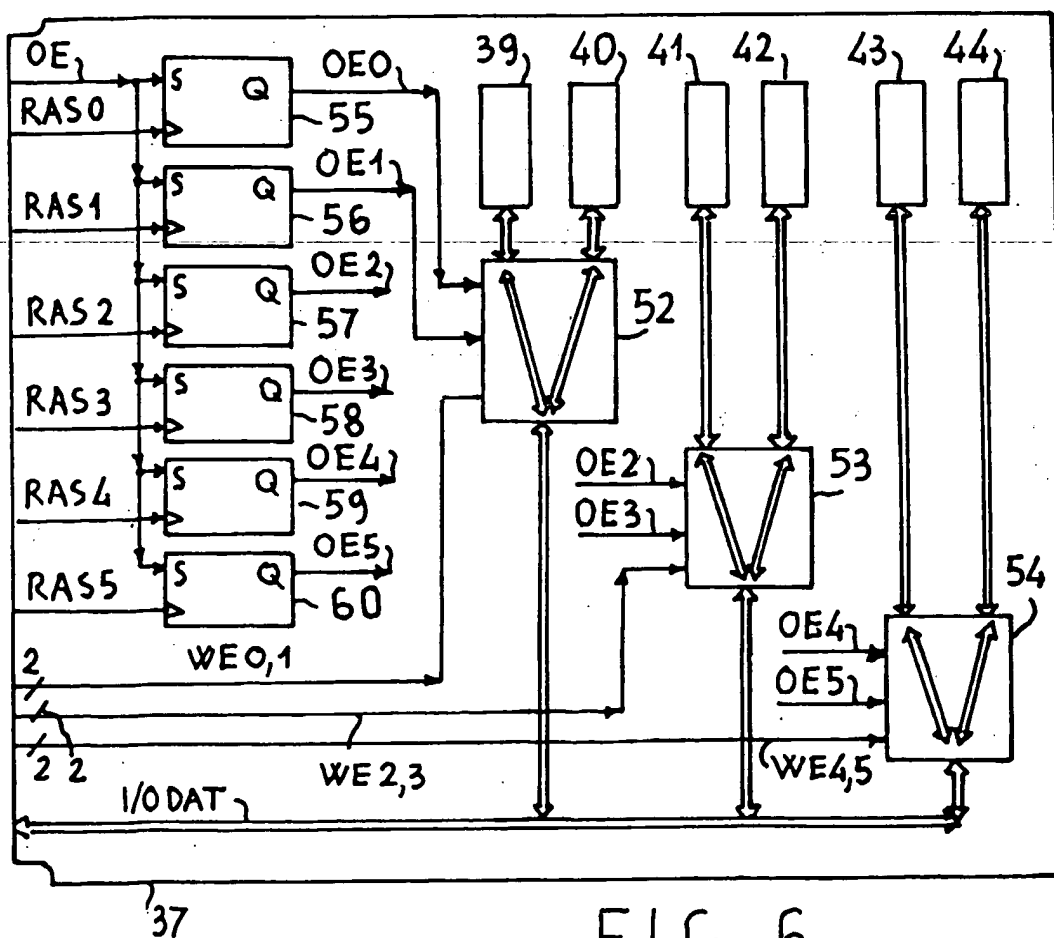 OE
RAS0
RAS1
RAS2
RAS3
RAS4
RAS5
S Q
S Q
S Q
S Q
S Q
S Q
OE0
55
OE1
56
OE2
57
OE3
58
OE4
59
OE5
60
39 40 41 42 43 44
52
OE2
OE3
53
OE4
OE5
54
2
WE0,1
2
WE2,3
2
WE4,5
I/O DAT
37
FIG. 6